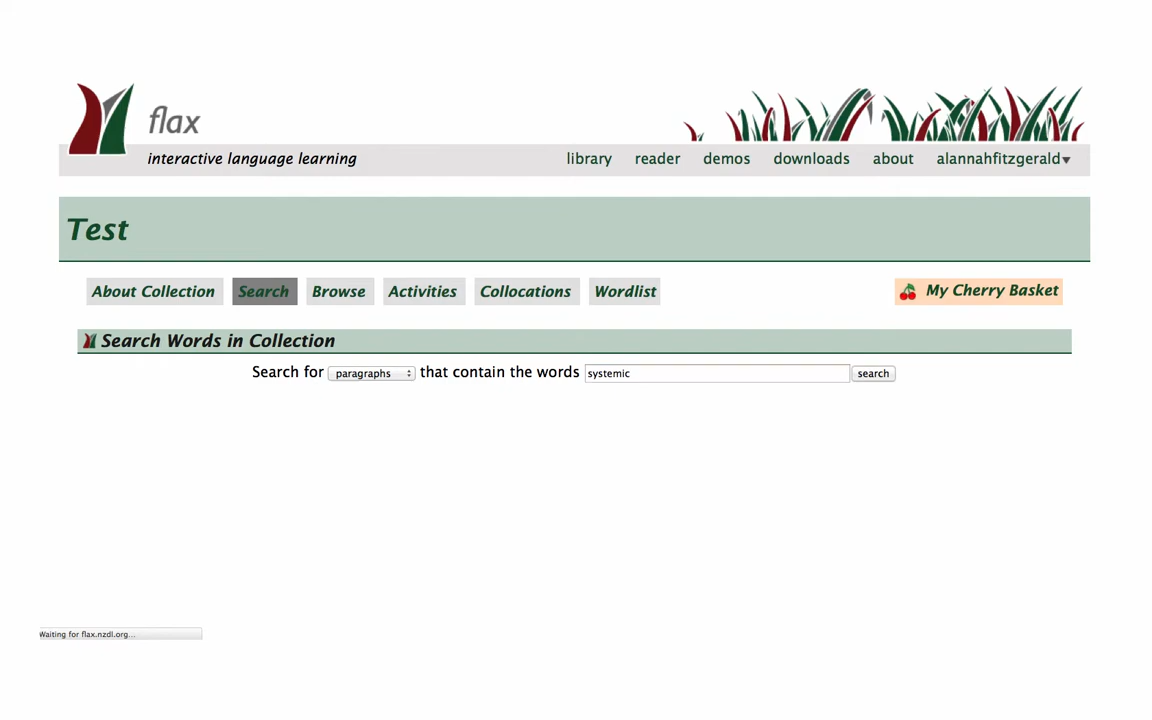 flax
interactive language learning
library reader demos downloads about alannahfitzgerald
Test
About Collection Search Browse Activities Collocations Wordlist My Cherry Basket
Search Words in Collection
Search for paragraphs that contain the words systemic search
Waiting for flax.nzdl.org...